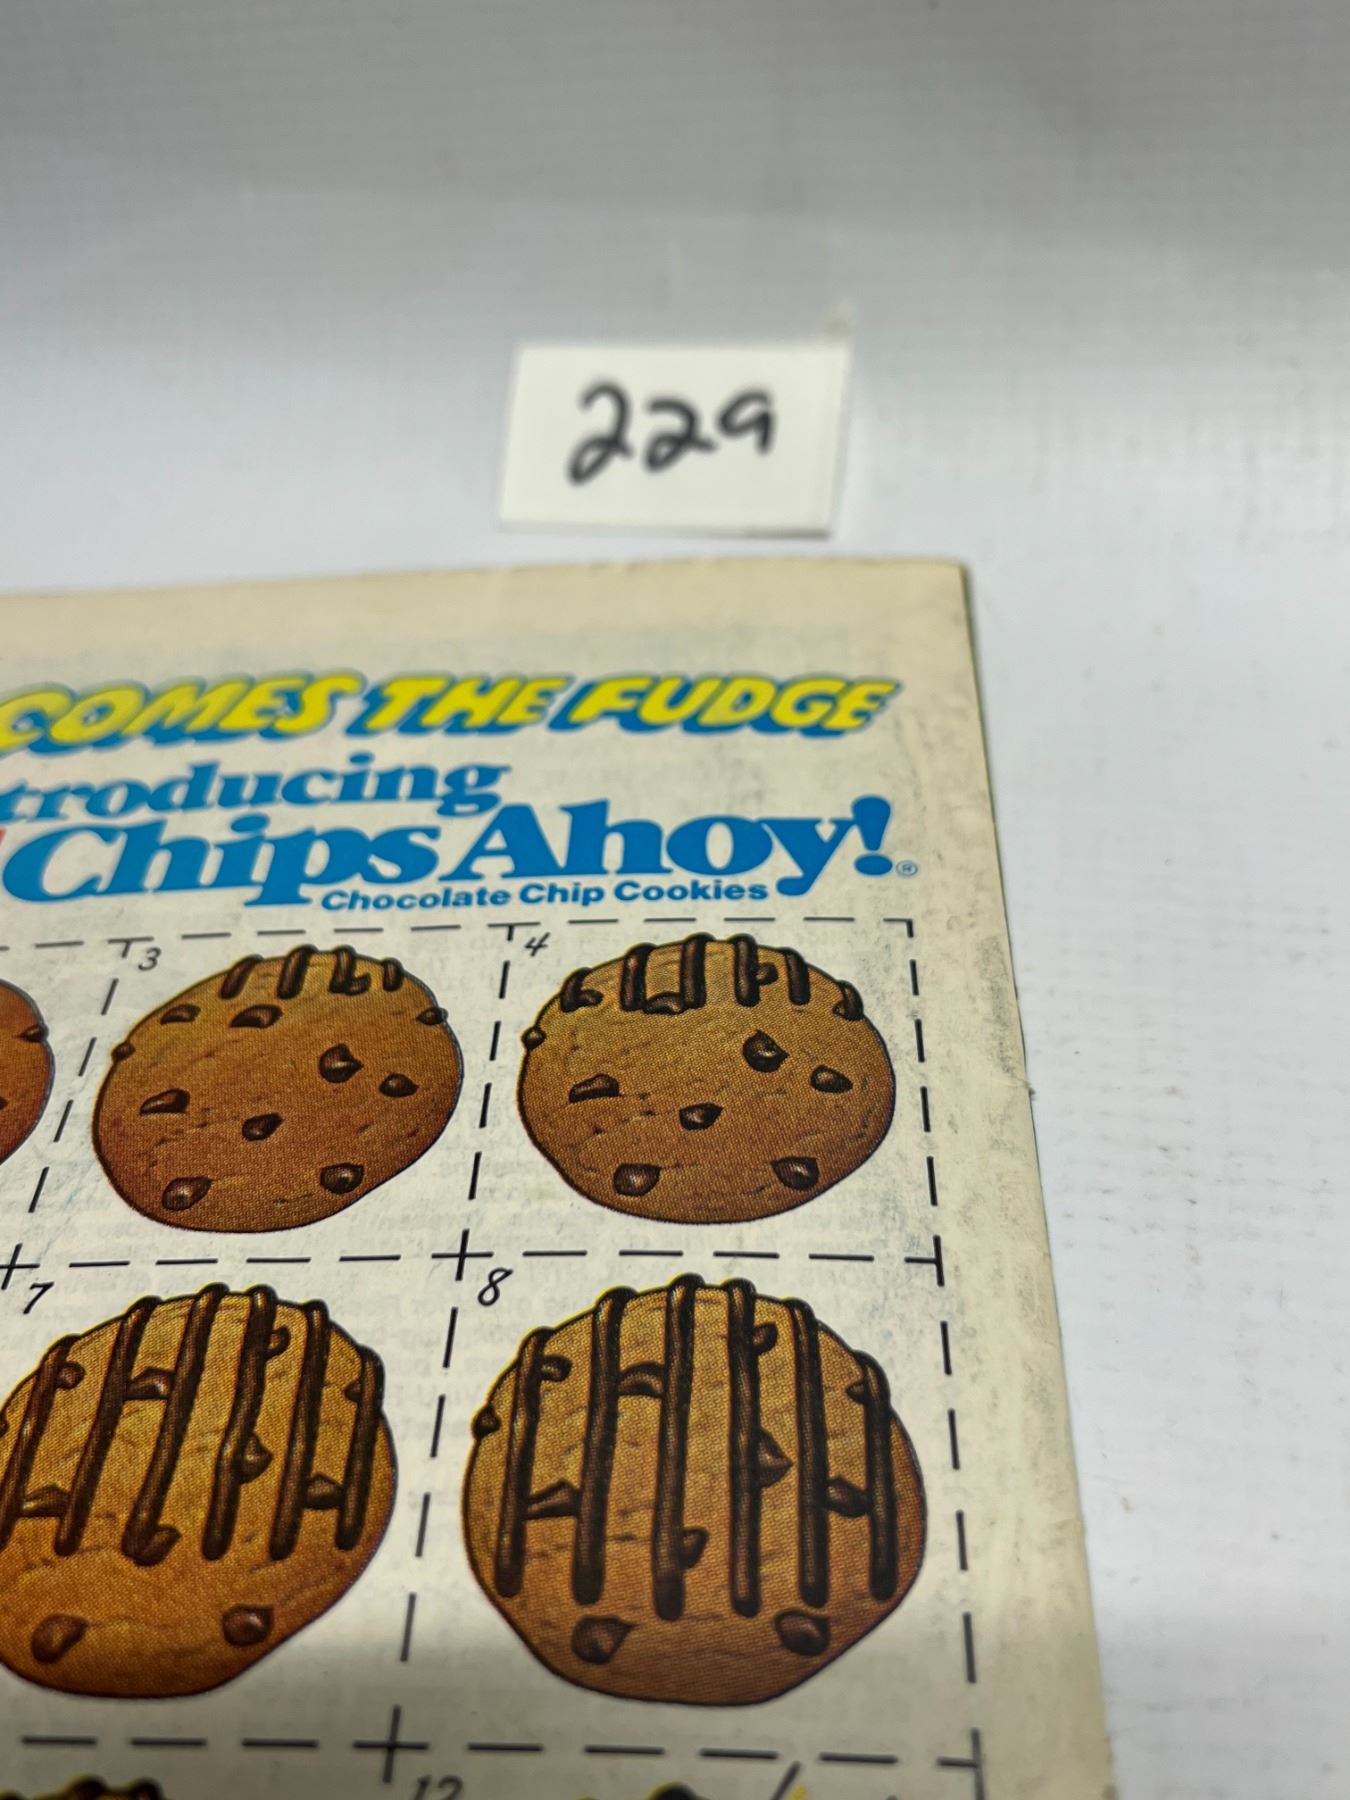 229
COMES THE FUDGE
troducing
Chips Ahoy!®
Chocolate Chip Cookies
3
4
7
8
12